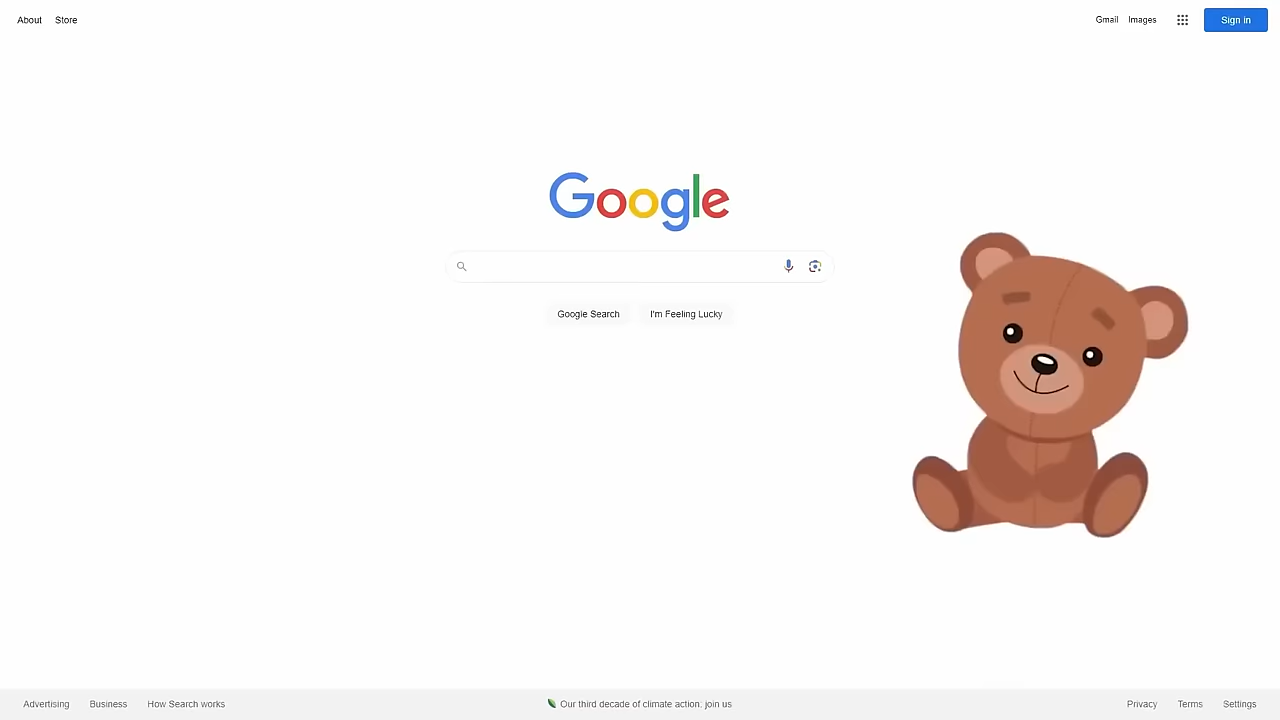 About Store
Gmail Images Sign in
Google
Google Search I'm Feeling Lucky
Advertising Business How Search works
Our third decade of climate action: join us
Privacy Terms Settings